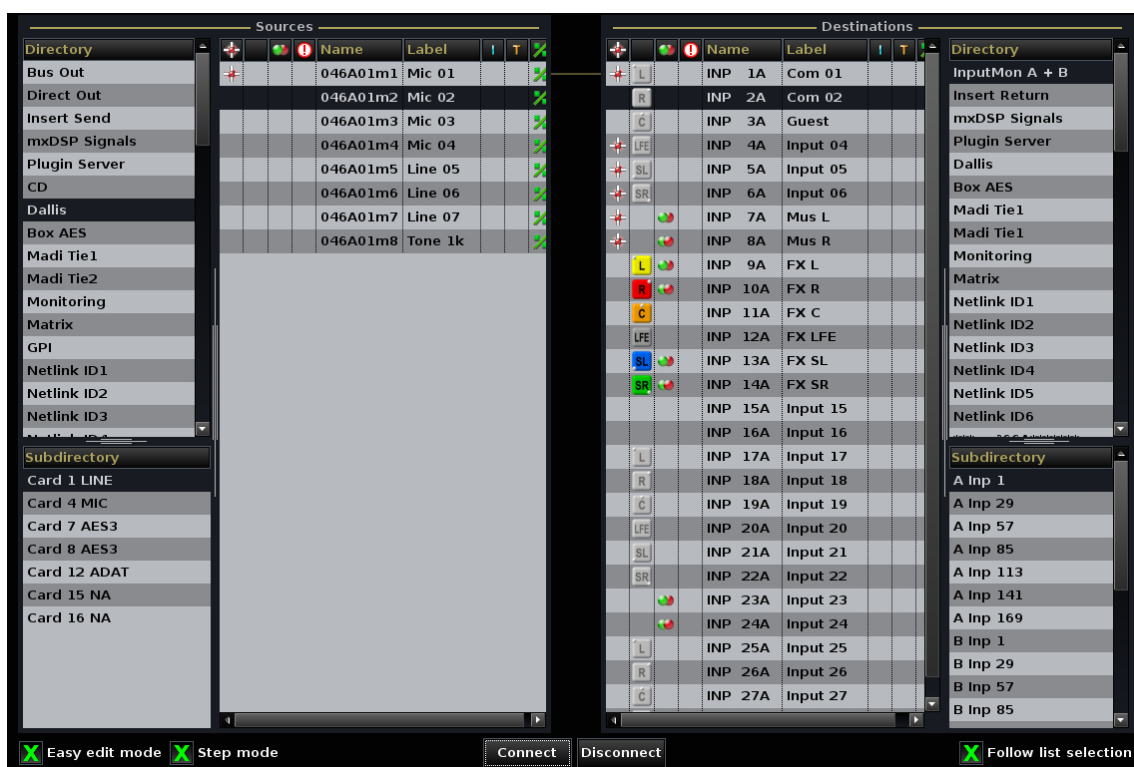 Sources
Directory
Bus Out
Direct Out
Insert Send
mxDSP Signals
Plugin Server
CD
Dallis
Box AES
Madi Tie1
Madi Tie2
Monitoring
Matrix
GPI
Netlink ID1
Netlink ID2
Netlink ID3
Subdirectory
Card 1 LINE
Card 4 MIC
Card 7 AES3
Card 8 AES3
Card 12 ADAT
Card 15 NA
Card 16 NA
Name Label I T
046A01m1 Mic 01
046A01m2 Mic 02
046A01m3 Mic 03
046A01m4 Mic 04
046A01m5 Line 05
046A01m6 Line 06
046A01m7 Line 07
046A01m8 Tone 1k
Destinations
Name Label I T
L INP 1A Com 01
R INP 2A Com 02
C INP 3A Guest
LFE INP 4A Input 04
SL INP 5A Input 05
SR INP 6A Input 06
INP 7A Mus L
INP 8A Mus R
L INP 9A FX L
R INP 10A FX R
C INP 11A FX C
LFE INP 12A FX LFE
SL INP 13A FX SL
SR INP 14A FX SR
INP 15A Input 15
INP 16A Input 16
L INP 17A Input 17
R INP 18A Input 18
C INP 19A Input 19
LFE INP 20A Input 20
SL INP 21A Input 21
SR INP 22A Input 22
INP 23A Input 23
INP 24A Input 24
L INP 25A Input 25
R INP 26A Input 26
C INP 27A Input 27
Directory
InputMon A + B
Insert Return
mxDSP Signals
Plugin Server
Dallis
Box AES
Madi Tie1
Madi Tie1
Monitoring
Matrix
Netlink ID1
Netlink ID2
Netlink ID3
Netlink ID4
Netlink ID5
Netlink ID6
Subdirectory
A Inp 1
A Inp 29
A Inp 57
A Inp 85
A Inp 113
A Inp 141
A Inp 169
B Inp 1
B Inp 29
B Inp 57
B Inp 85
X Easy edit mode X Step mode Connect Disconnect X Follow list selection